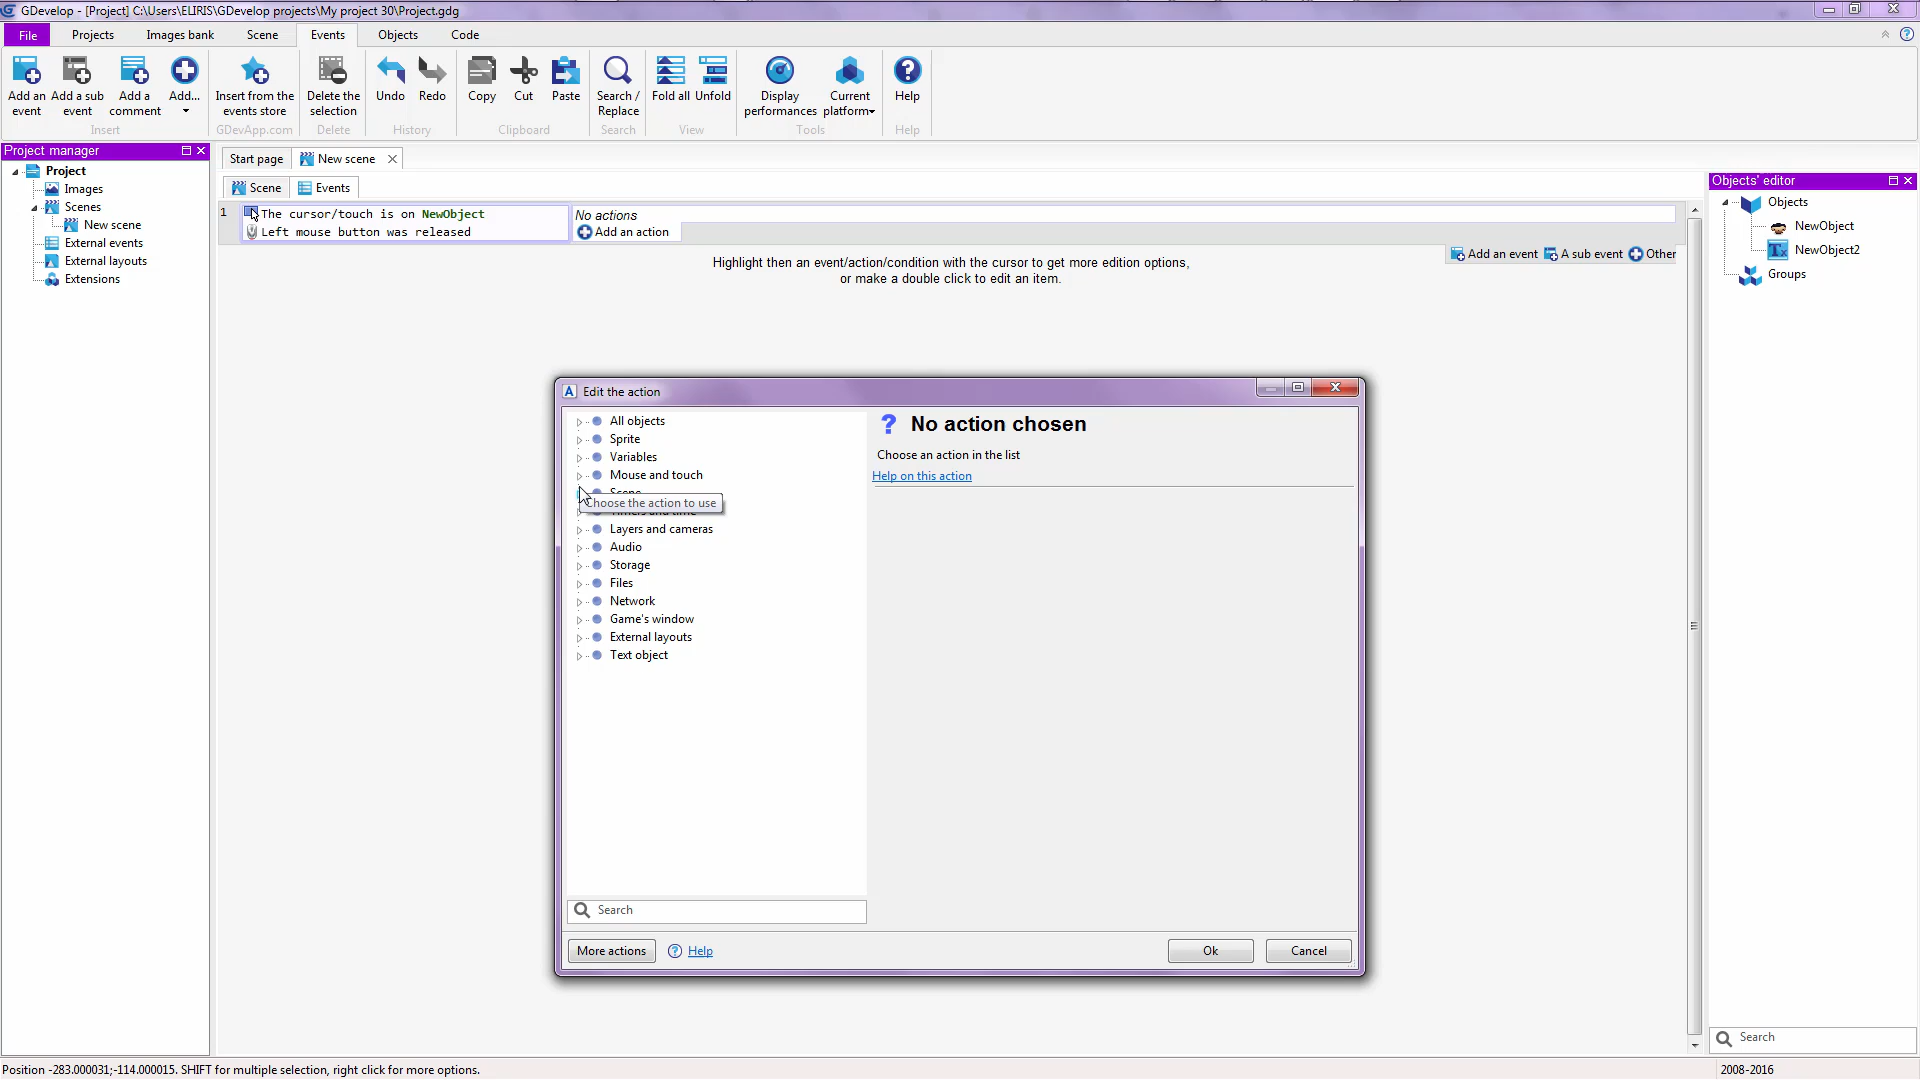 GDevelop - [Project] C:\Users\ELIRIS\GDevelop projects\My project 30\Project.gdg
File Projects Images bank Scene Events Objects Code
Add an event
Add a sub event
Add a comment
Add...
Insert
Insert from the events store
GDevApp.com
Delete the selection
Delete
Undo
Redo
History
Copy
Cut
Paste
Clipboard
Search / Replace
Search
Fold all
Unfold
View
Display performances
Current platform
Tools
Help
Help
Project manager
Project
Images
Scenes
New scene
External events
External layouts
Extensions
Start page
New scene
Scene
Events
1
The cursor/touch is on NewObject
Left mouse button was released
No actions
Add an action
Add an event A sub event Other
Highlight then an event/action/condition with the cursor to get more edition options,
or make a double click to edit an item.
Objects' editor
Objects
NewObject
Tx
NewObject2
Groups
Search
A
Edit the action
All objects
Sprite
Variables
Mouse and touch
Scene
Choose the action to use
Timers and time
Layers and cameras
Audio
Storage
Files
Network
Game's window
External layouts
Text object
Search
? No action chosen
Choose an action in the list
Help on this action
More actions
? Help
Ok
Cancel
Position -283.000031;-114.000015. SHIFT for multiple selection, right click for more options.
2008-2016